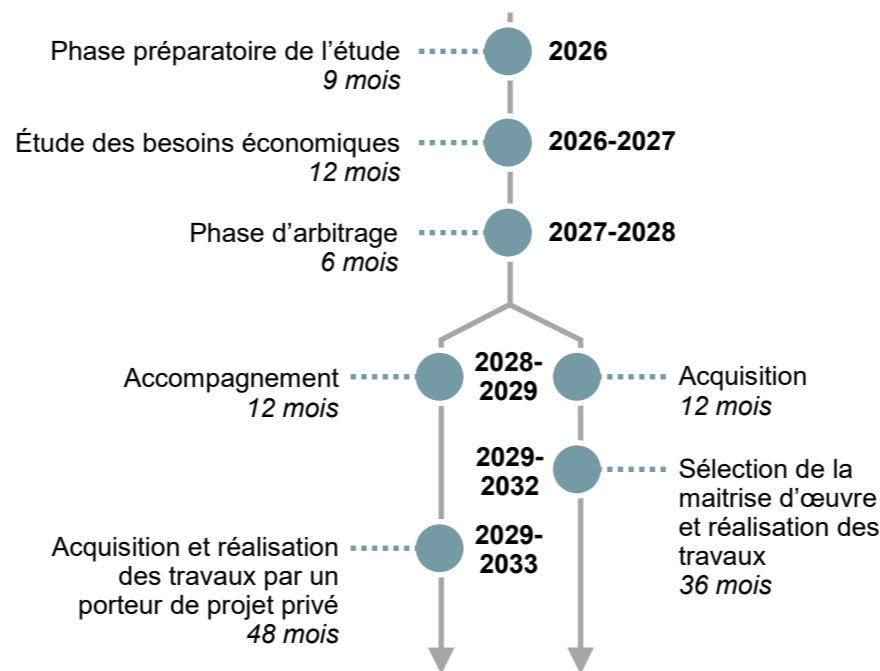 Phase préparatoire de l’étude
9 mois
2026
Étude des besoins économiques
12 mois
2026-2027
Phase d’arbitrage
6 mois
2027-2028
Accompagnement
12 mois
2028-
2029
Acquisition
12 mois
2029-
2032
Sélection de la
maitrise d’œuvre
et réalisation des
travaux
36 mois
Acquisition et réalisation
des travaux par un
porteur de projet privé
48 mois
2029-
2033